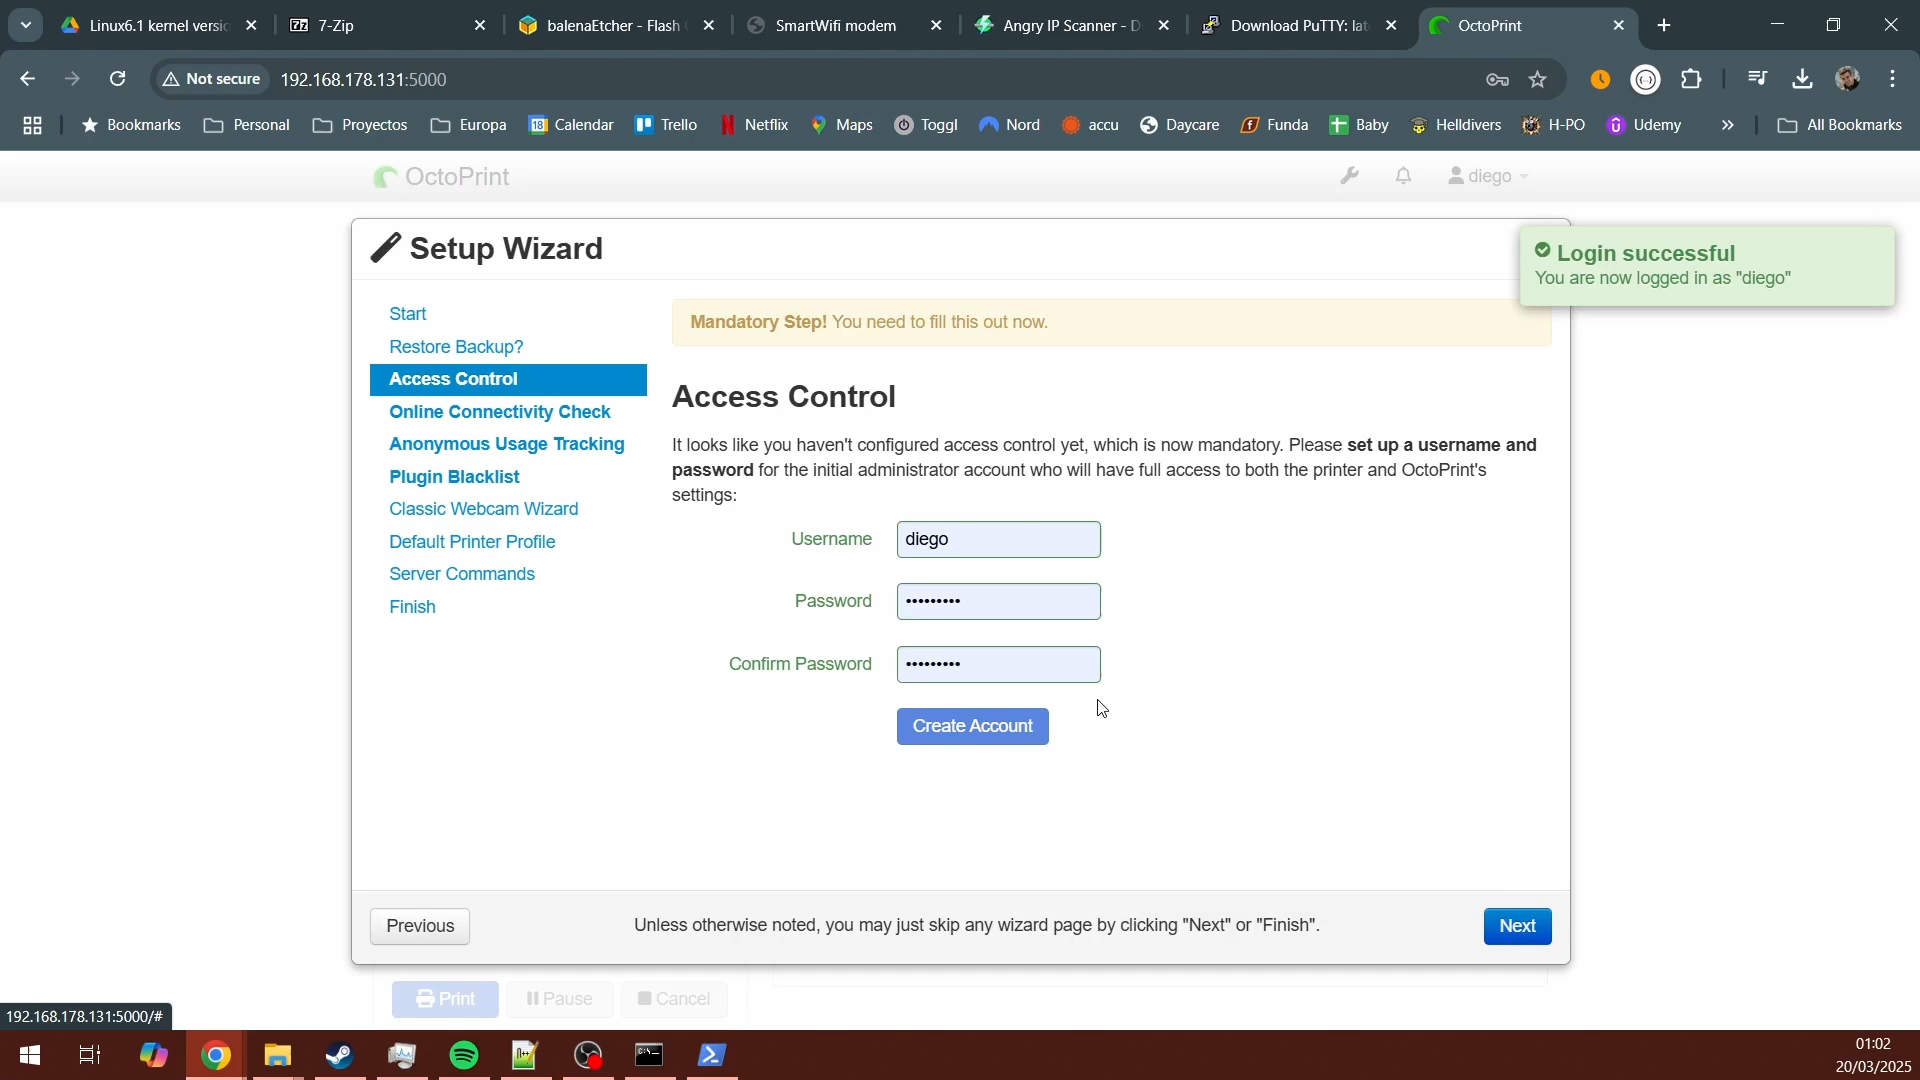 Linux6.1 kernel versio
7-Zip
balenaEtcher - Flash
SmartWifi modem
Angry IP Scanner - D
Download PuTTY: lat
OctoPrint
Not secure
192.168.178.131:5000
Bookmarks
Personal
Proyectos
Europa
Calendar
Trello
Netflix
Maps
Toggl
Nord
accu
Daycare
Funda
Baby
Helldivers
H-PO
Udemy
»
All Bookmarks
OctoPrint
diego
Setup Wizard
Login successful
You are now logged in as "diego"
Start
Restore Backup?
Access Control
Online Connectivity Check
Anonymous Usage Tracking
Plugin Blacklist
Classic Webcam Wizard
Default Printer Profile
Server Commands
Finish
Mandatory Step! You need to fill this out now.
Access Control
It looks like you haven't configured access control yet, which is now mandatory. Please set up a username and
password for the initial administrator account who will have full access to both the printer and OctoPrint's
settings:
Username
diego
Password
•••••••••
Confirm Password
•••••••••
Create Account
Previous
Unless otherwise noted, you may just skip any wizard page by clicking "Next" or "Finish".
Next
Print
Pause
Cancel
192.168.178.131:5000/#
01:02
20/03/2025